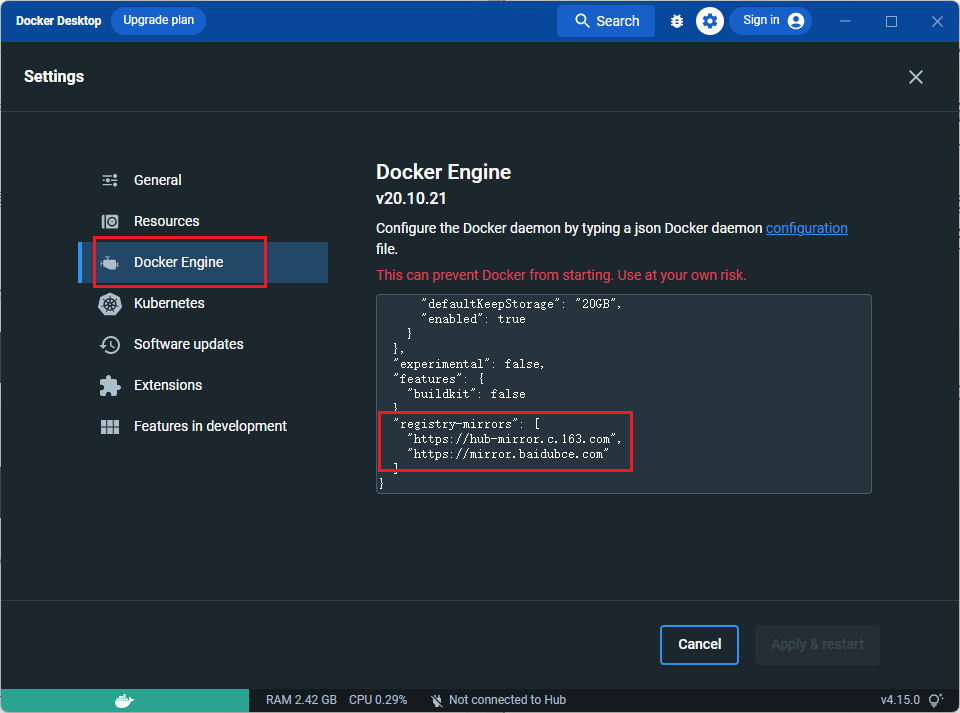 Docker Desktop Upgrade plan Search Sign in
Settings
General
Resources
Docker Engine
Kubernetes
Software updates
Extensions
Features in development
Docker Engine
v20.10.21
Configure the Docker daemon by typing a json Docker daemon configuration
file.
This can prevent Docker from starting. Use at your own risk.
"defaultKeepStorage": "20GB",
"enabled": true
}
},
"experimental": false,
"features": {
"buildkit": false
}
"registry-mirrors": [
"https://hub-mirror.c.163.com",
"https://mirror.baidubce.com"
]
}
Cancel Apply & restart
RAM 2.42 GB CPU 0.29% Not connected to Hub v4.15.0